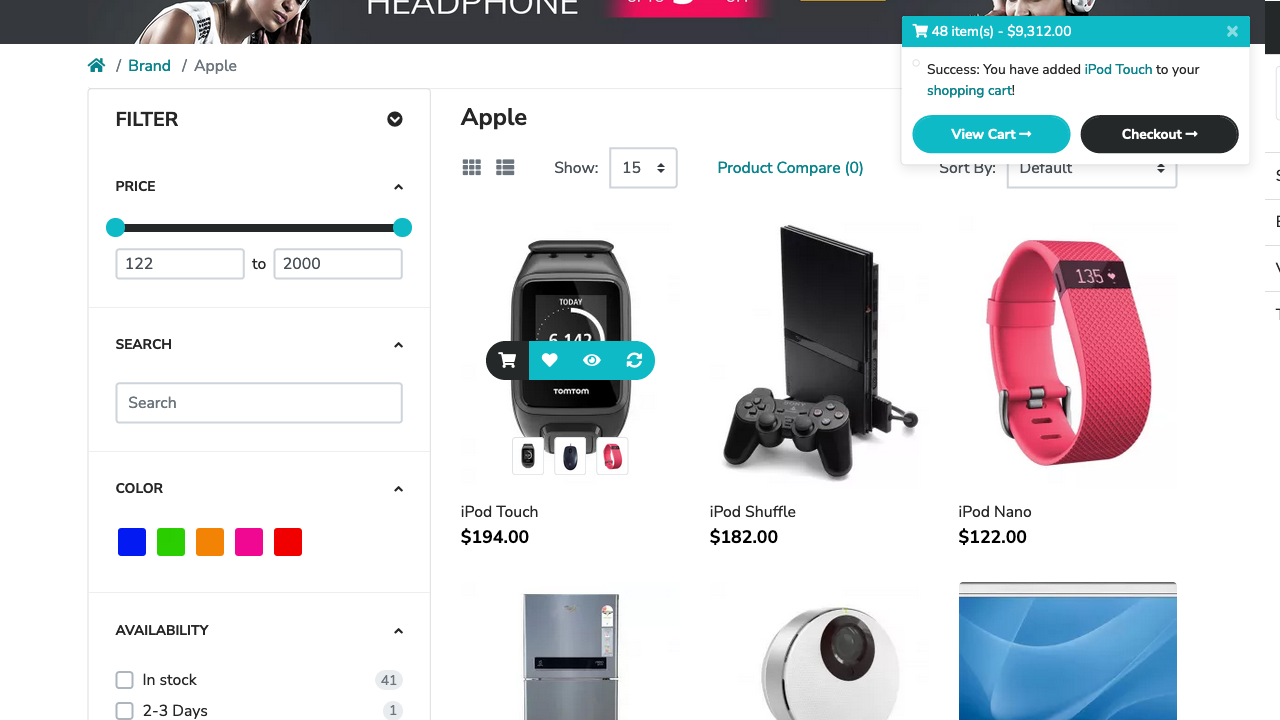 HEADPHONE
48 item(s) - $9,312.00
Success: You have added iPod Touch to your
shopping cart!
View Cart
Checkout
/ Brand / Apple
FILTER
PRICE
122 to 2000
SEARCH
Search
COLOR
AVAILABILITY
In stock 41
2-3 Days 1
Apple
Show: 15 Product Compare (0) Sort By: Default
TODAY
6,142
TOMTOM
135
iPod Touch
$194.00
iPod Shuffle
$182.00
iPod Nano
$122.00